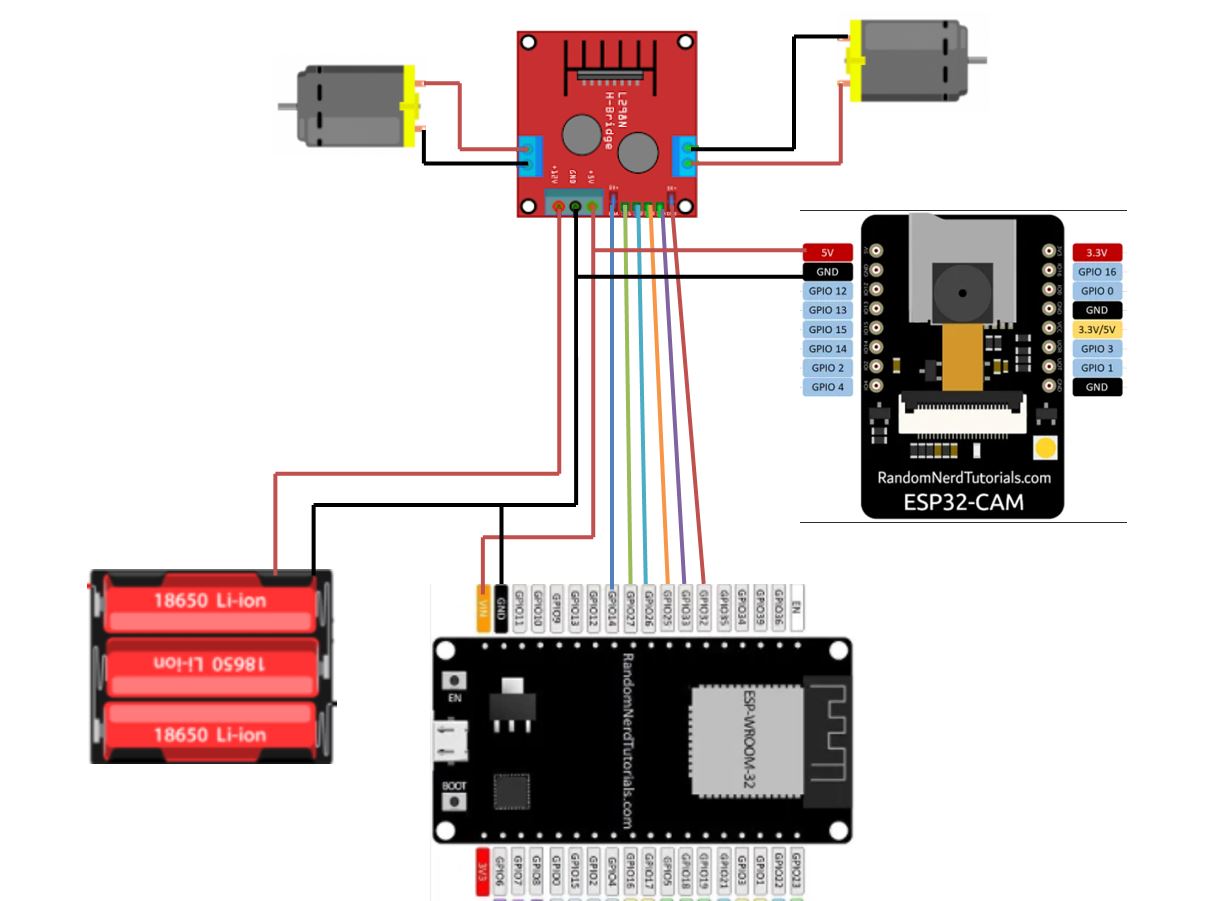 L298N
H-Bridge
+12V
GND
+5V
5V
GND
GPIO 12
GPIO 13
GPIO 15
GPIO 14
GPIO 2
GPIO 4
3.3V
GPIO 16
GPIO 0
GND
3.3V/5V
GPIO 3
GPIO 1
GND
RandomNerdTutorials.com
ESP32-CAM
18650 Li-ion
18650 Li-ion
18650 Li-ion
VIN
GND
GPIO11
GPIO10
GPIO9
GPIO13
GPIO12
GPIO14
GPIO27
GPIO26
GPIO25
GPIO33
GPIO32
GPIO35
GPIO34
GPIO39
GPIO36
EN
EN
BOOT
RandomNerdTutorials.com
ESP-WROOM-32
3V3
GPIO6
GPIO7
GPIO8
GPIO0
GPIO15
GPIO2
GPIO4
GPIO16
GPIO17
GPIO5
GPIO18
GPIO19
GPIO21
GPIO3
GPIO1
GPIO22
GPIO23